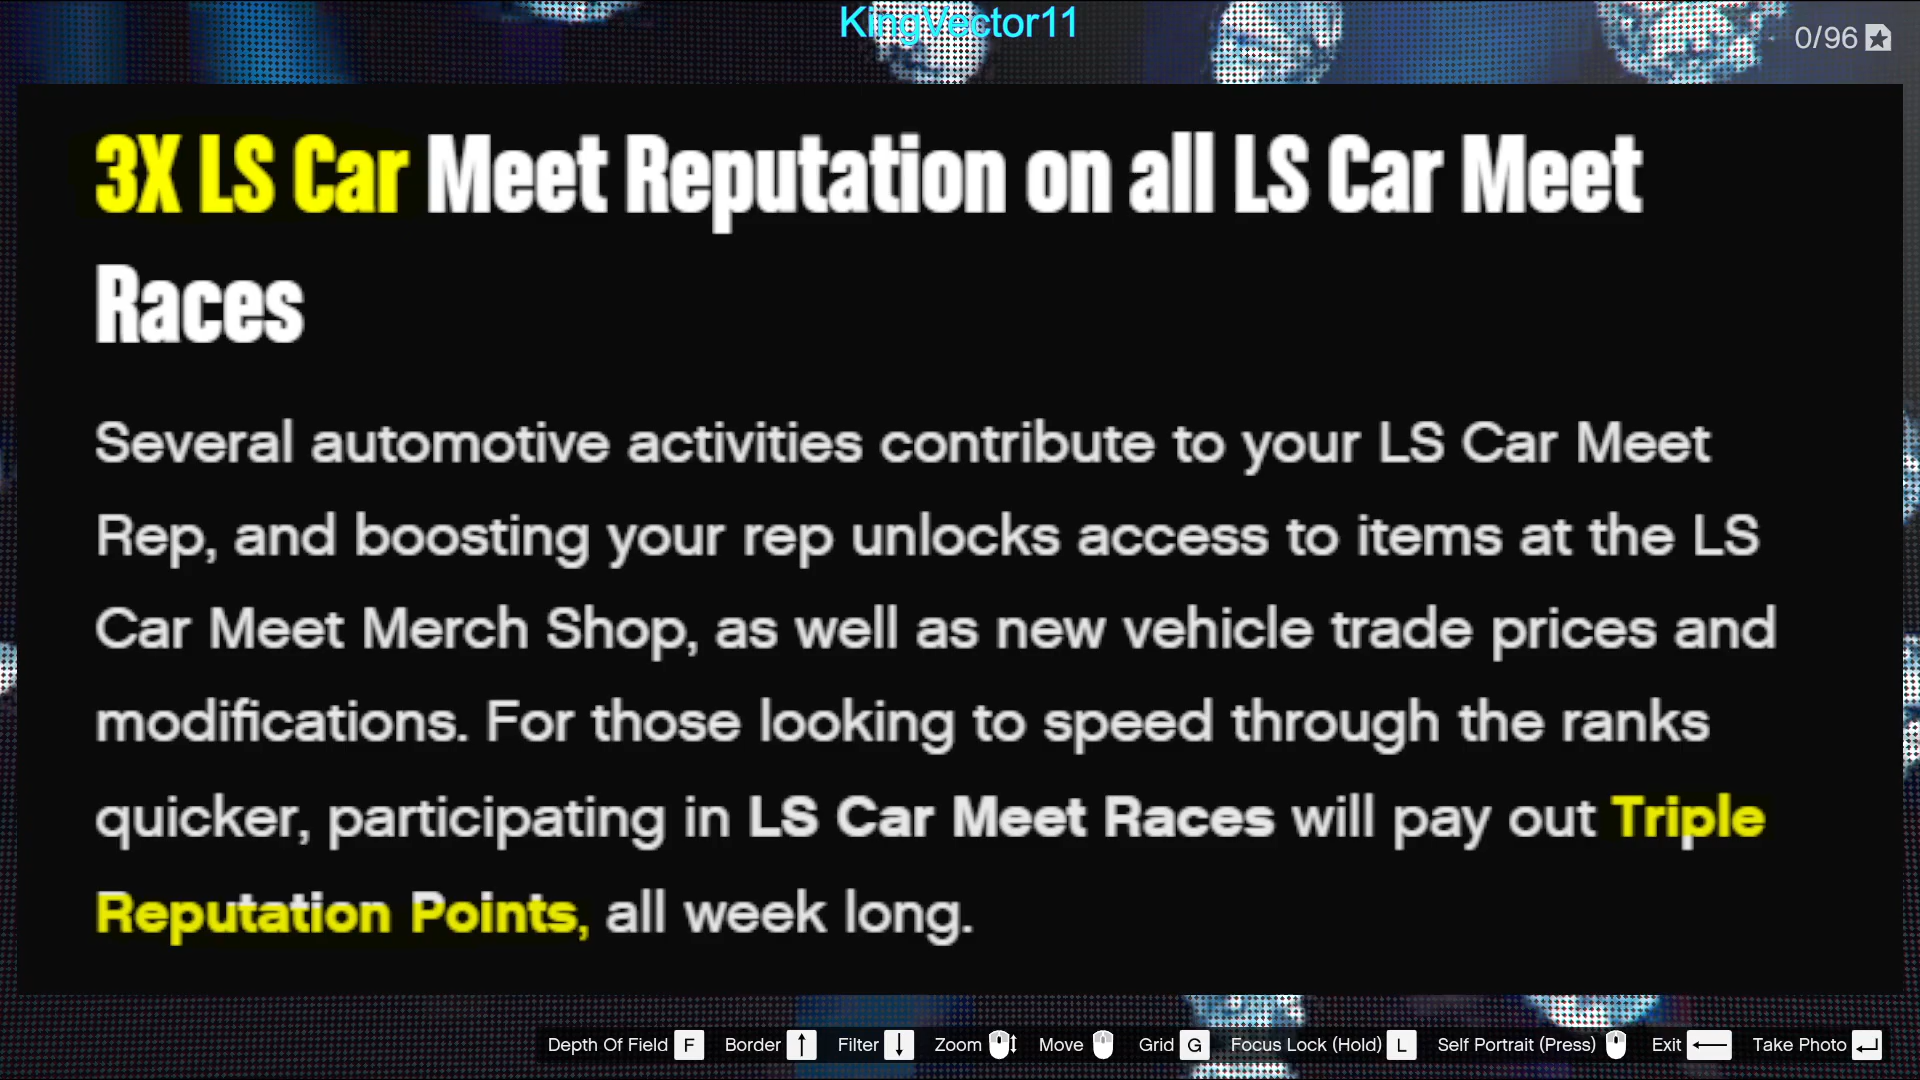 KingVector11
0/96
3X LS Car Meet Reputation on all LS Car Meet
Races
Several automotive activities contribute to your LS Car Meet
Rep, and boosting your rep unlocks access to items at the LS
Car Meet Merch Shop, as well as new vehicle trade prices and
modifications. For those looking to speed through the ranks
quicker, participating in LS Car Meet Races will pay out Triple
Reputation Points, all week long.
Depth Of Field F Border ↑ Filter ↓ Zoom Move Grid G Focus Lock (Hold) L Self Portrait (Press) Exit Take Photo